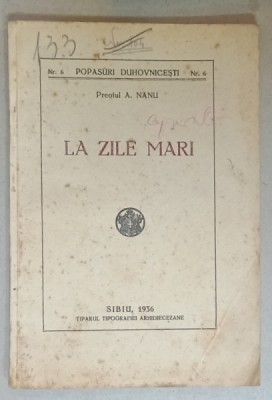 133
Nr. 6 POPASURI DUHOVNICEȘTI Nr. 6
Preotul A. NANU
LA ZILE MARI
SIBIU, 1936
TIPARUL TIPOGRAFIEI ARHIDIECEZANE